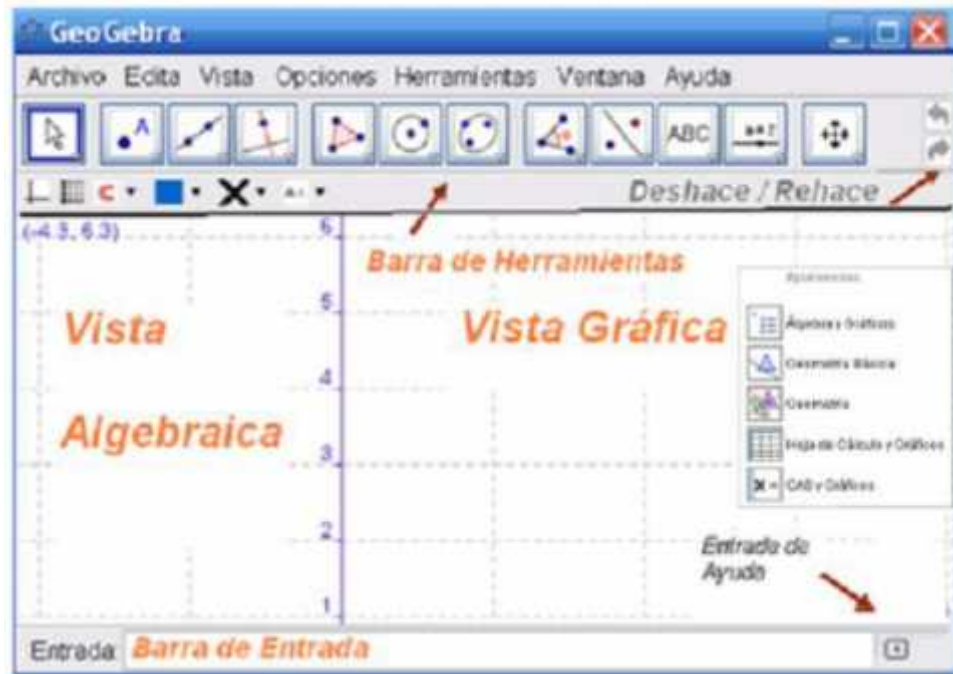 GeoGebra
Archivo Edita Vista Opciones Herramientas Ventana Ayuda
A
ABC
a=2
Deshace / Rehace
(-4.3, 6.3)
6
Barra de Herramientas
Apariencias
5
Vista
Vista Gráfica
Álgebra y Gráficos
Geometría Básica
4
Geometría
Algebraica
3
Hoja de Cálculo y Gráficos
CAS y Gráficos
2
Entrada de
Ayuda
1
Entrada
Barra de Entrada